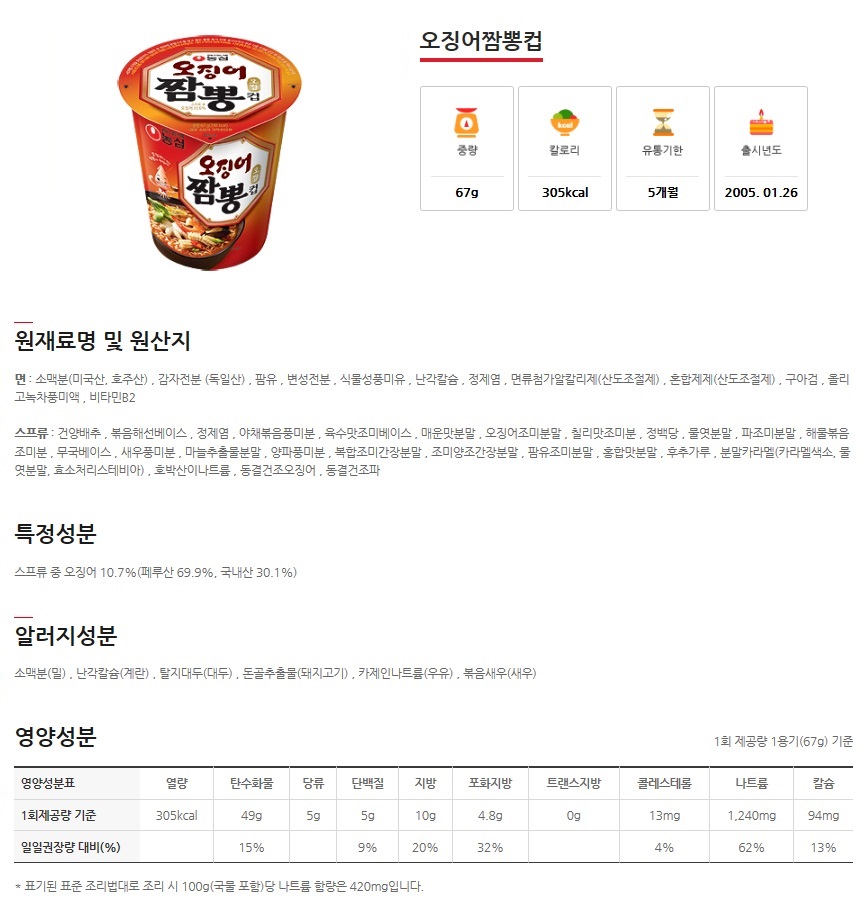 농심
오징어
짬뽕
컵
농심
오징어
짬뽕
컵
오징어짬뽕컵
중량
칼로리
유통기한
출시년도
kcal
67g
305kcal
5개월
2005. 01.26
원재료명 및 원산지
면 : 소맥분(미국산, 호주산) , 감자전분 (독일산) , 팜유 , 변성전분 , 식물성풍미유 , 난각칼슘 , 정제염 , 면류첨가알칼리제(산도조절제) , 혼합제제(산도조절제) , 구아검 , 올리
고녹차풍미액 , 비타민B2
스프류 : 건양배추 , 볶음해선베이스 , 정제염 , 야채볶음풍미분 , 육수맛조미베이스 , 매운맛분말 , 오징어조미분말 , 칠리맛조미분 , 정백당 , 물엿분말 , 파조미분말 , 해물볶음
조미분 , 무국베이스 , 새우풍미분 , 마늘추출물분말 , 양파풍미분 , 복합조미간장분말 , 조미양조간장분말 , 팜유조미분말 , 홍합맛분말 , 후추가루 , 분말카라멜(카라멜색소, 물
엿분말, 효소처리스테비아) , 호박산이나트륨 , 동결건조오징어 , 동결건조파
특정성분
스프류 중 오징어 10.7%(페루산 69.9%, 국내산 30.1%)
알러지성분
소맥분(밀) , 난각칼슘(계란) , 탈지대두(대두) , 돈골추출물(돼지고기) , 카제인나트륨(우유) , 볶음새우(새우)
영양성분
1회 제공량 1용기(67g) 기준
영양성분표 열량 탄수화물 당류 단백질 지방 포화지방 트랜스지방 콜레스테롤 나트륨 칼슘
1회제공량 기준 305kcal 49g 5g 5g 10g 4.8g 0g 13mg 1,240mg 94mg
일일권장량 대비(%) 15% 9% 20% 32% 4% 62% 13%
* 표기된 표준 조리법대로 조리 시 100g(국물 포함)당 나트륨 함량은 420mg입니다.